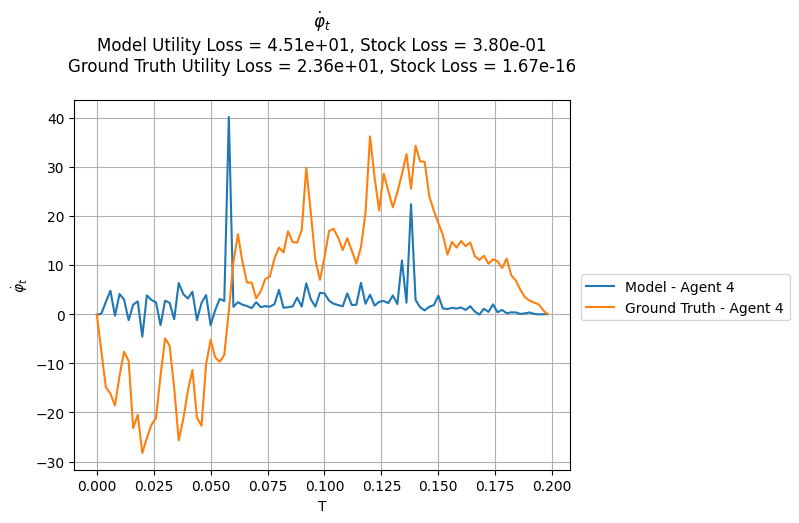 φ̇ₜ
Model Utility Loss = 4.51e+01, Stock Loss = 3.80e-01
Ground Truth Utility Loss = 2.36e+01, Stock Loss = 1.67e-16
40
30
20
10
0
−10
−20
−30
φ̇ₜ
0.000 0.025 0.050 0.075 0.100 0.125 0.150 0.175 0.200
T
Model - Agent 4
Ground Truth - Agent 4